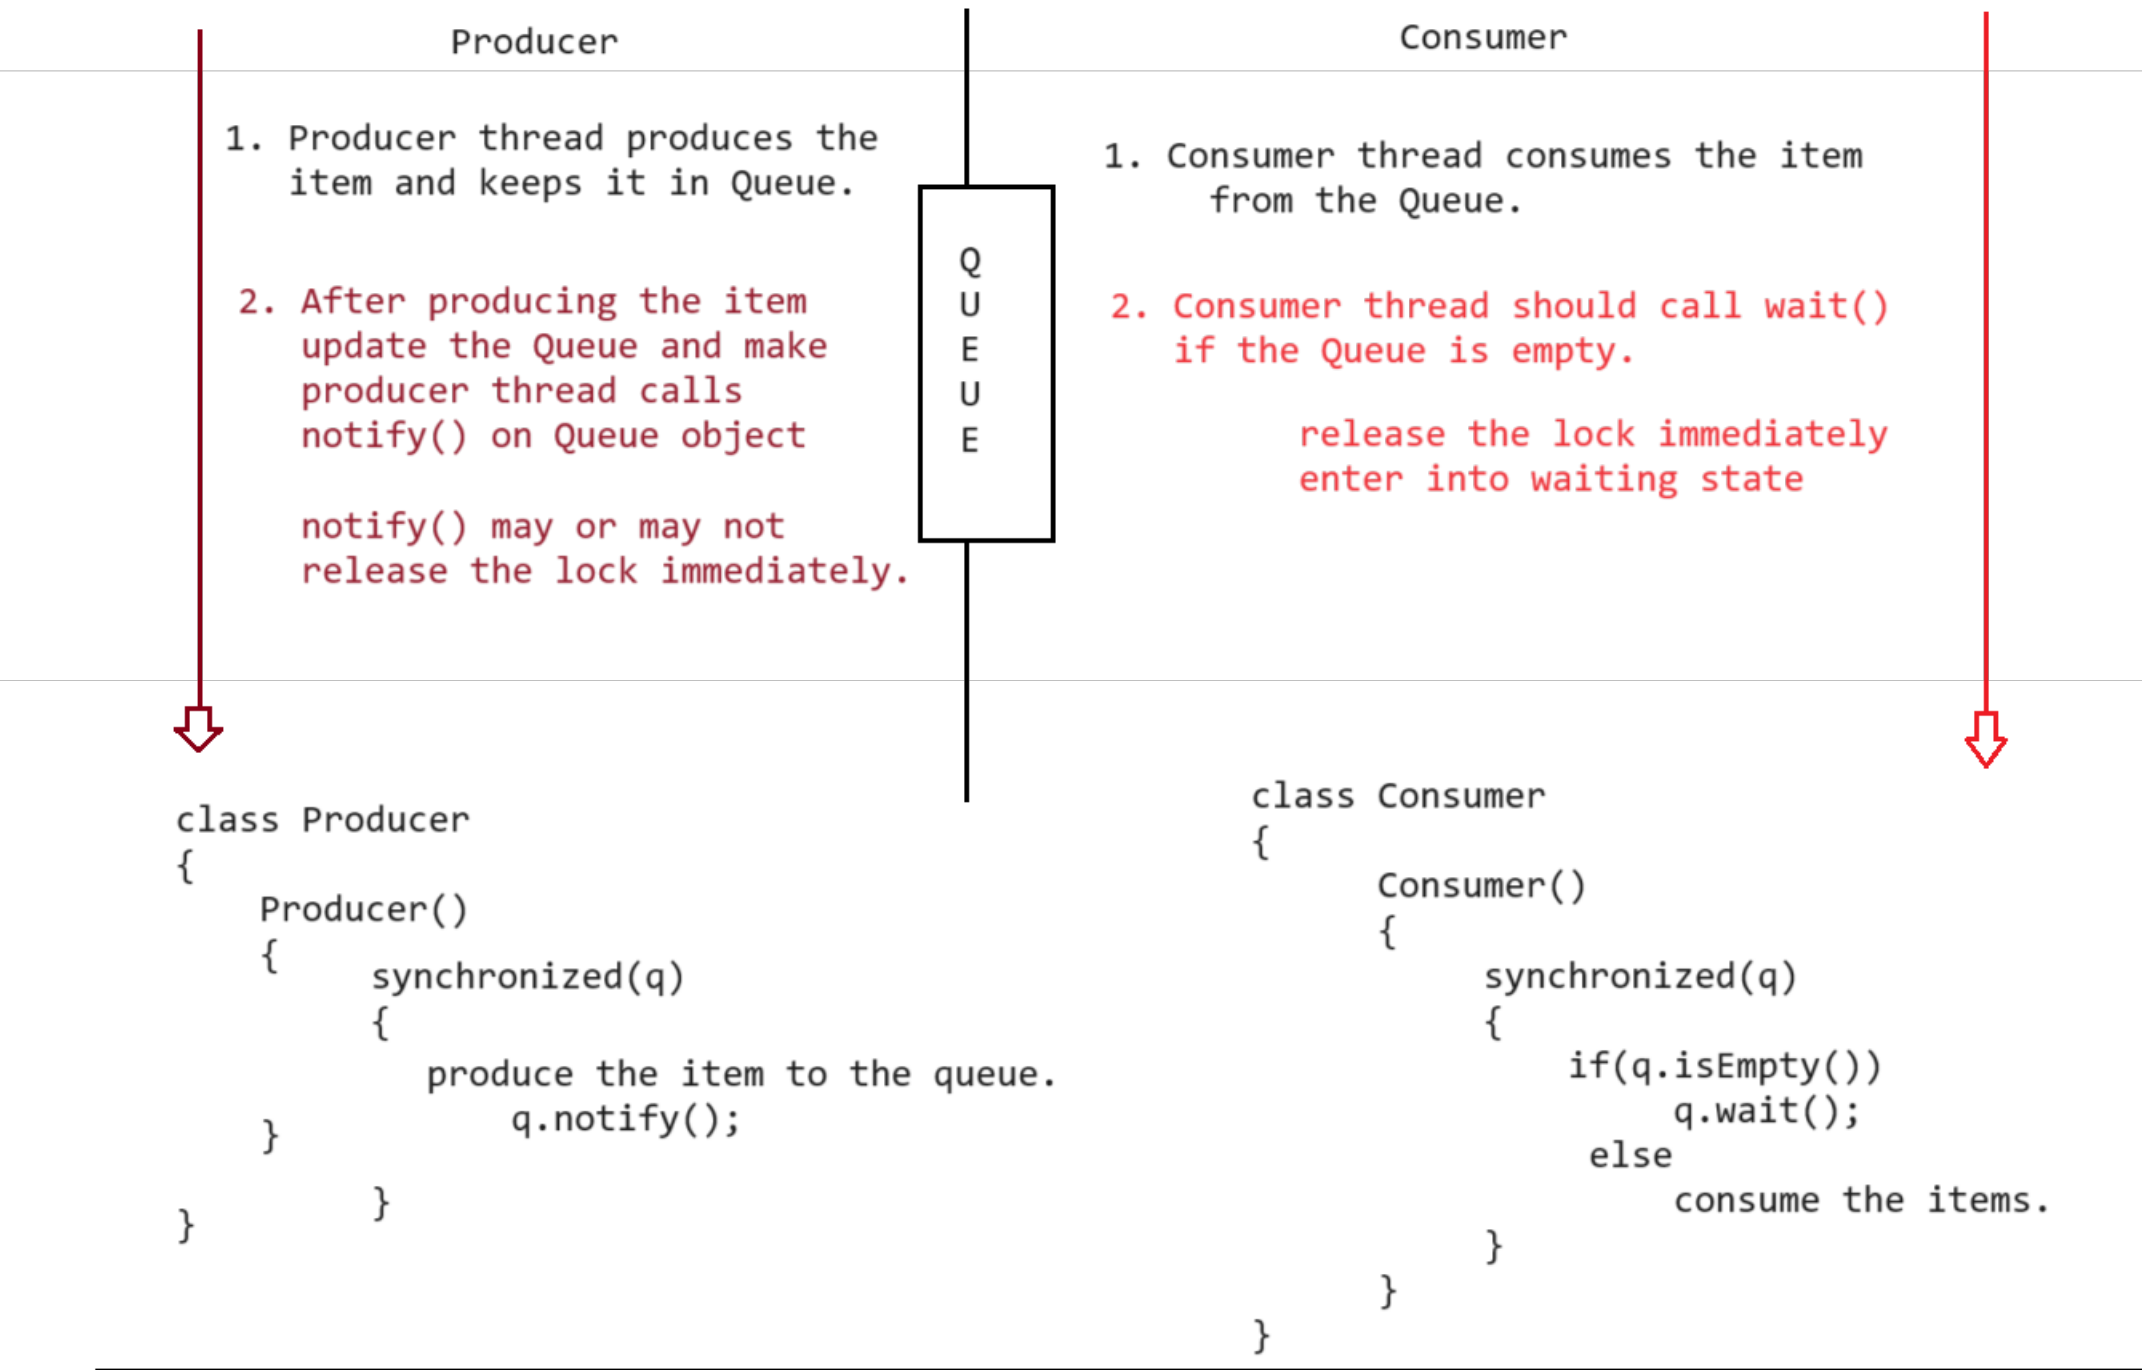 Producer
1. Producer thread produces the
item and keeps it in Queue.
2. After producing the item
update the Queue and make
producer thread calls
notify() on Queue object
notify() may or may not
release the lock immediately.
Q
U
E
U
E
Consumer
1. Consumer thread consumes the item
from the Queue.
2. Consumer thread should call wait()
if the Queue is empty.
release the lock immediately
enter into waiting state
class Producer
{
Producer()
{
synchronized(q)
{
produce the item to the queue.
q.notify();
}
}
}
class Consumer
{
Consumer()
{
synchronized(q)
{
if(q.isEmpty())
q.wait();
else
consume the items.
}
}
}